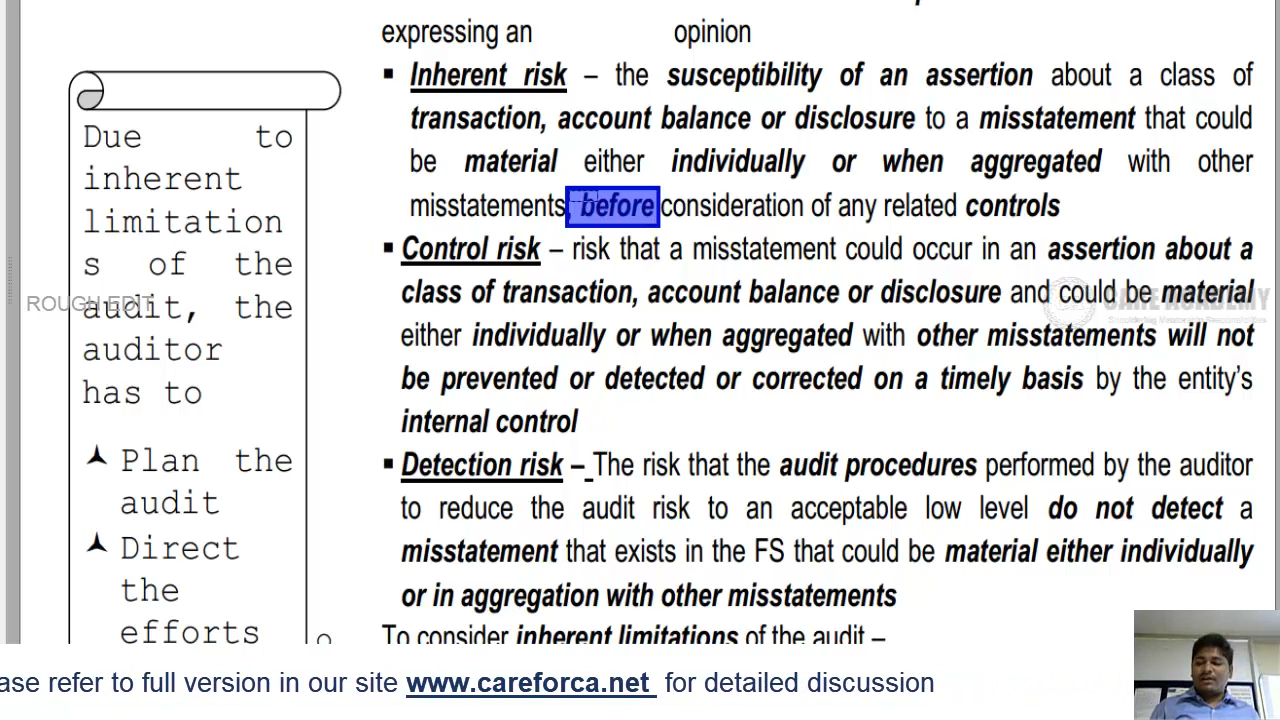 expressing an opinion
▪ Inherent risk – the susceptibility of an assertion about a class of
transaction, account balance or disclosure to a misstatement that could
be material either individually or when aggregated with other
misstatements, before consideration of any related controls
▪ Control risk – risk that a misstatement could occur in an assertion about a
class of transaction, account balance or disclosure and could be material
either individually or when aggregated with other misstatements will not
be prevented or detected or corrected on a timely basis by the entity's
internal control
▪ Detection risk – The risk that the audit procedures performed by the auditor
to reduce the audit risk to an acceptable low level do not detect a
misstatement that exists in the FS that could be material either individually
or in aggregation with other misstatements
To consider inherent limitations of the audit –
Due to
inherent
limitation
s of the
audit, the
auditor
has to
Plan the
audit
Direct
the
efforts
ROUGH EDIT
CARE ACADEMY
ase refer to full version in our site www.careforca.net for detailed discussion